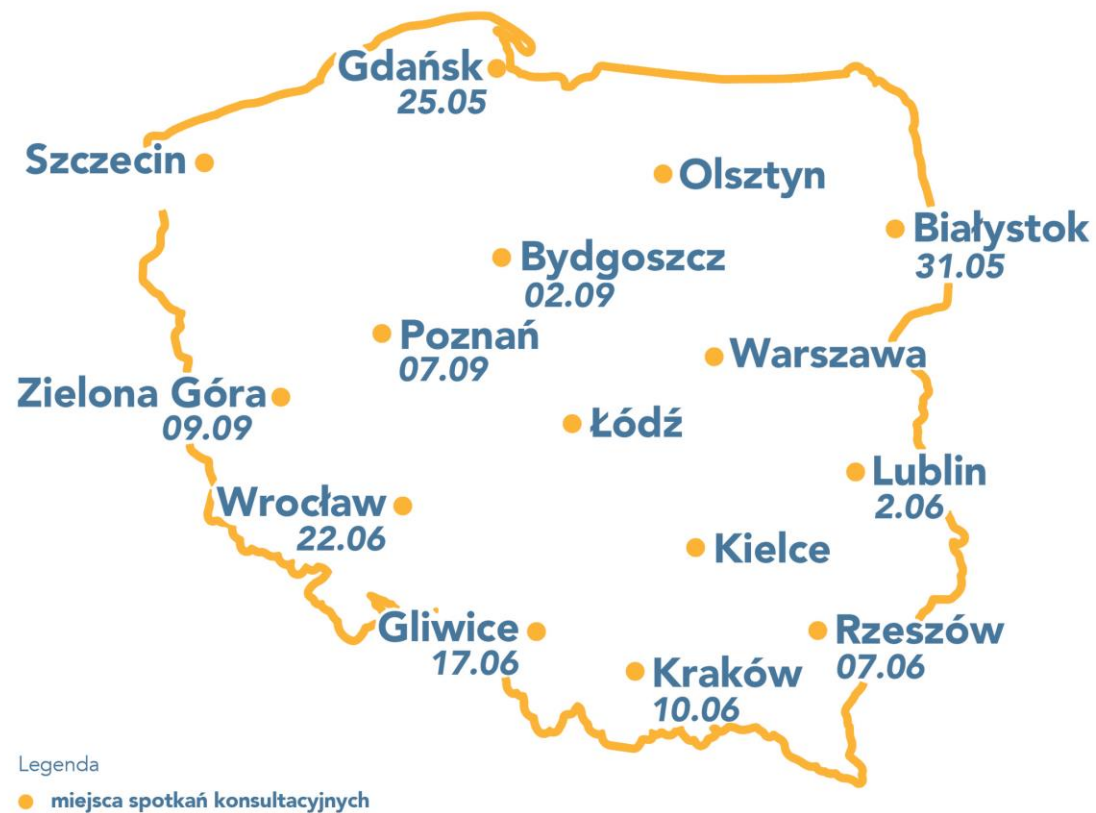 Gdańsk
25.05
Szczecin
Olsztyn
Białystok
31.05
Bydgoszcz
02.09
Poznań
07.09
Warszawa
Zielona Góra
09.09
Łódź
Lublin
2.06
Wrocław
22.06
Kielce
Gliwice
17.06
Rzeszów
07.06
Kraków
10.06
Legenda
miejsca spotkań konsultacyjnych